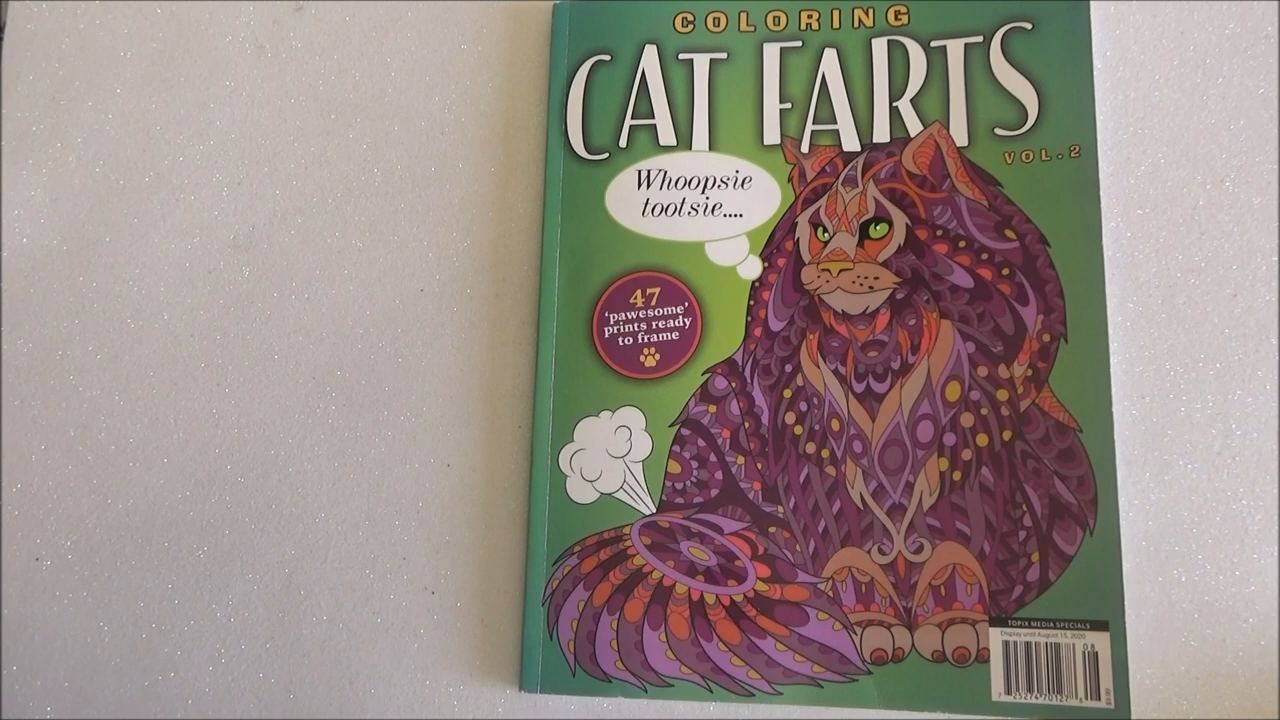 COLORING
CAT FARTS
VOL.2
Whoopsie
tootsie....
47
'pawesome'
prints ready
to frame
TOPIX MEDIA SPECIALS
Display until August 15, 2020
08